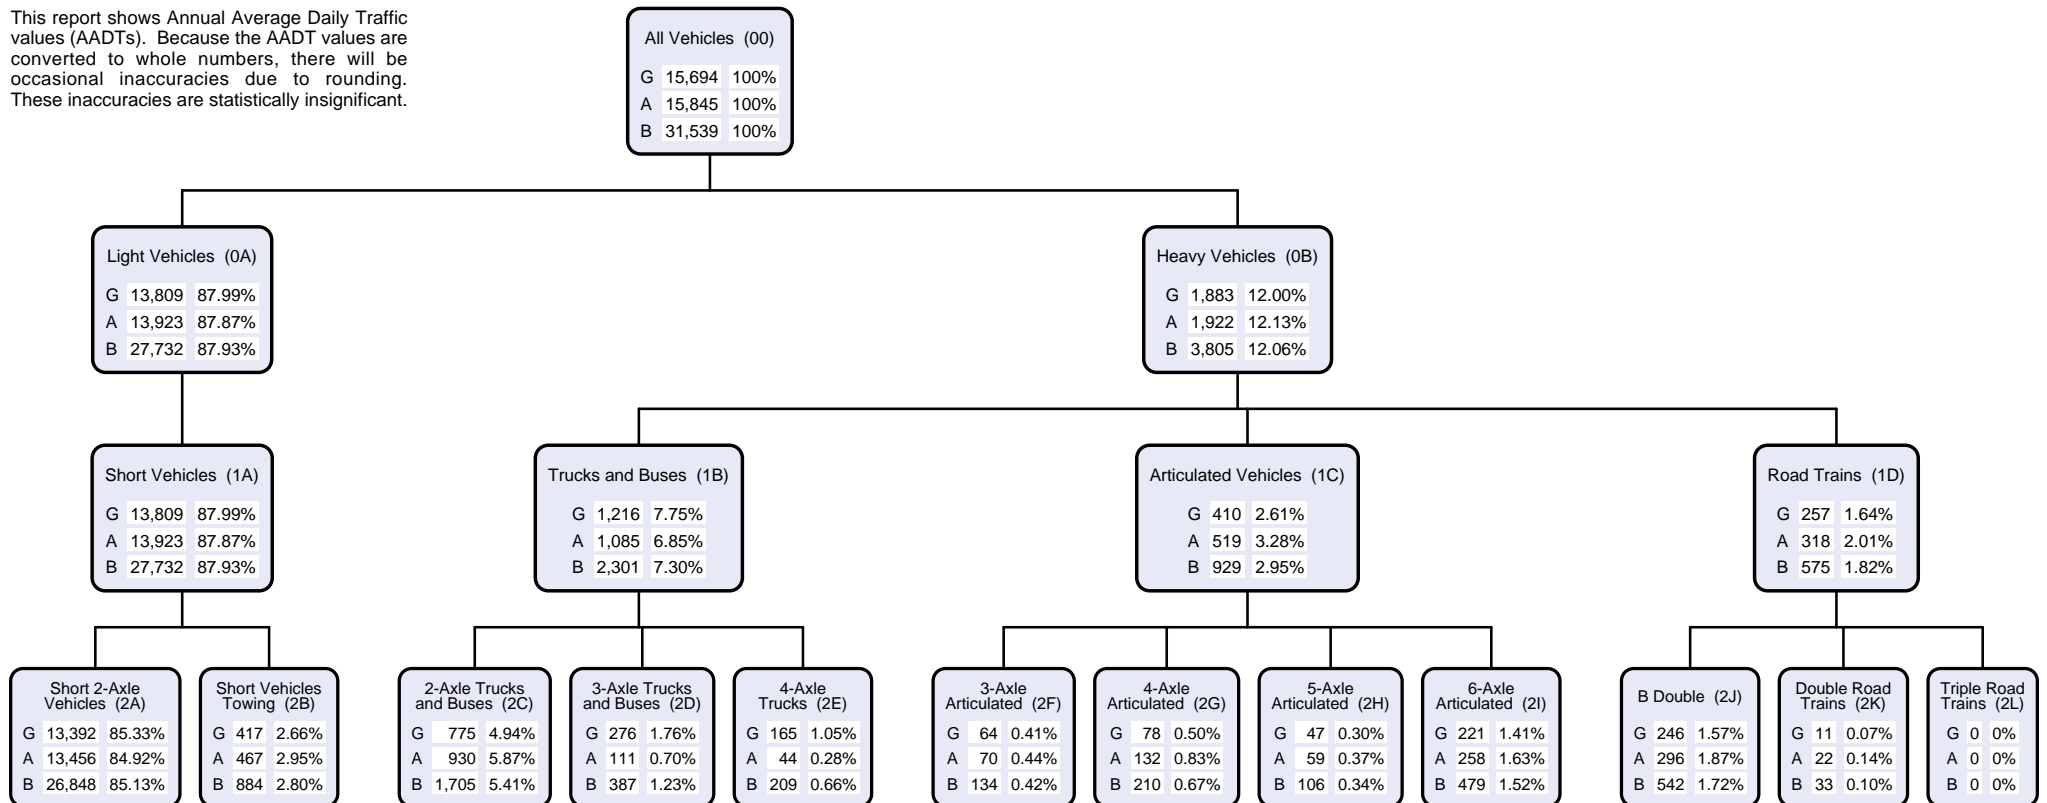 This report shows Annual Average Daily Traffic
values (AADTs). Because the AADT values are
converted to whole numbers, there will be
occasional inaccuracies due to rounding.
These inaccuracies are statistically insignificant.
All Vehicles (00)
G 15,694 100%
A 15,845 100%
B 31,539 100%
Light Vehicles (0A)
G 13,809 87.99%
A 13,923 87.87%
B 27,732 87.93%
Heavy Vehicles (0B)
G 1,883 12.00%
A 1,922 12.13%
B 3,805 12.06%
Short Vehicles (1A)
G 13,809 87.99%
A 13,923 87.87%
B 27,732 87.93%
Trucks and Buses (1B)
G 1,216 7.75%
A 1,085 6.85%
B 2,301 7.30%
Articulated Vehicles (1C)
G 410 2.61%
A 519 3.28%
B 929 2.95%
Road Trains (1D)
G 257 1.64%
A 318 2.01%
B 575 1.82%
Short 2-Axle
Vehicles (2A)
G 13,392 85.33%
A 13,456 84.92%
B 26,848 85.13%
Short Vehicles
Towing (2B)
G 417 2.66%
A 467 2.95%
B 884 2.80%
2-Axle Trucks
and Buses (2C)
G 775 4.94%
A 930 5.87%
B 1,705 5.41%
3-Axle Trucks
and Buses (2D)
G 276 1.76%
A 111 0.70%
B 387 1.23%
4-Axle
Trucks (2E)
G 165 1.05%
A 44 0.28%
B 209 0.66%
3-Axle
Articulated (2F)
G 64 0.41%
A 70 0.44%
B 134 0.42%
4-Axle
Articulated (2G)
G 78 0.50%
A 132 0.83%
B 210 0.67%
5-Axle
Articulated (2H)
G 47 0.30%
A 59 0.37%
B 106 0.34%
6-Axle
Articulated (2I)
G 221 1.41%
A 258 1.63%
B 479 1.52%
B Double (2J)
G 246 1.57%
A 296 1.87%
B 542 1.72%
Double Road
Trains (2K)
G 11 0.07%
A 22 0.14%
B 33 0.10%
Triple Road
Trains (2L)
G 0 0%
A 0 0%
B 0 0%